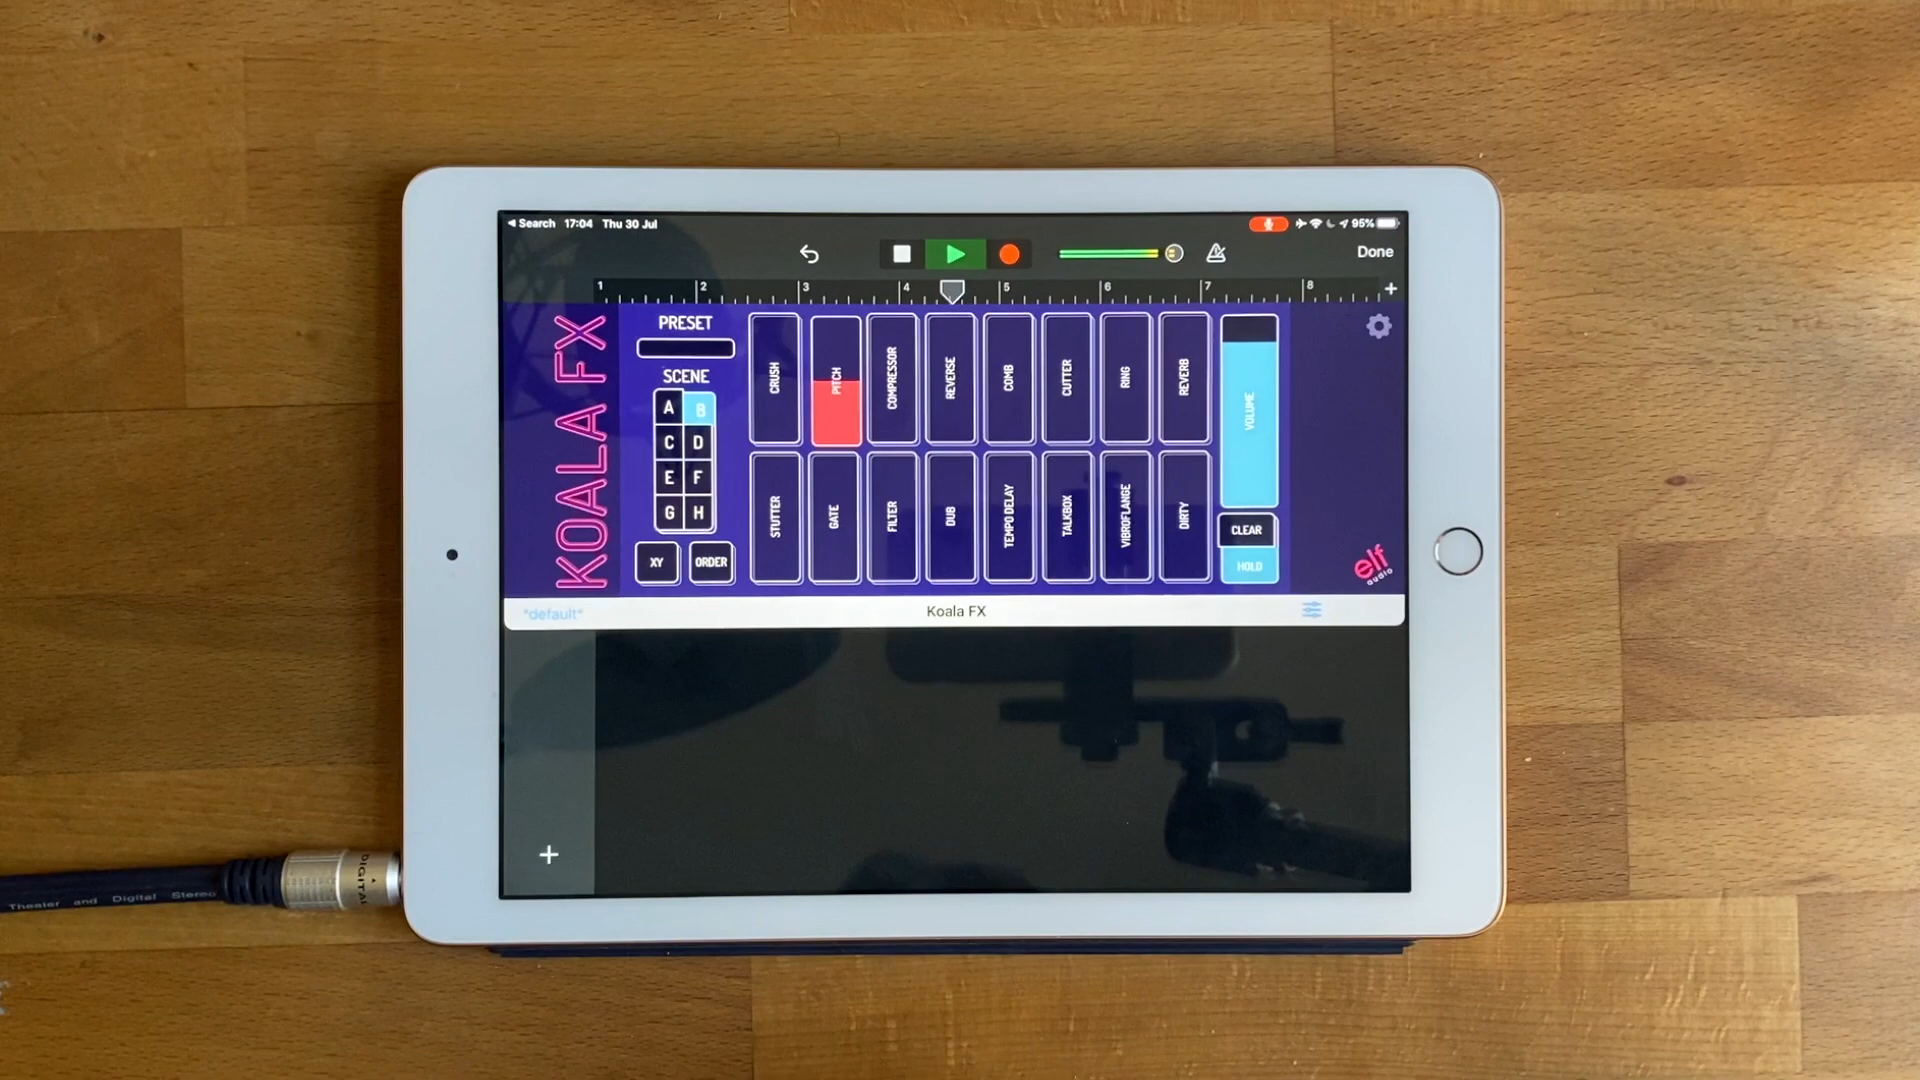 Search 17:04 Thu 30 Jul
95%
Done
1 2 3 4 5 6 7 8
KOALA FX
PRESET
SCENE
A B
C D
E F
G H
XY ORDER
CRUSH PITCH COMPRESSOR REVERSE COMB CUTTER RING REVERB
STUTTER GATE FILTER DUB TEMPO DELAY TALKBOX VIBROFLANGE DIRTY
VOLUME
CLEAR
HOLD
elf
audio
*default*
Koala FX
DIGITAL
Theater and Digital Stereo